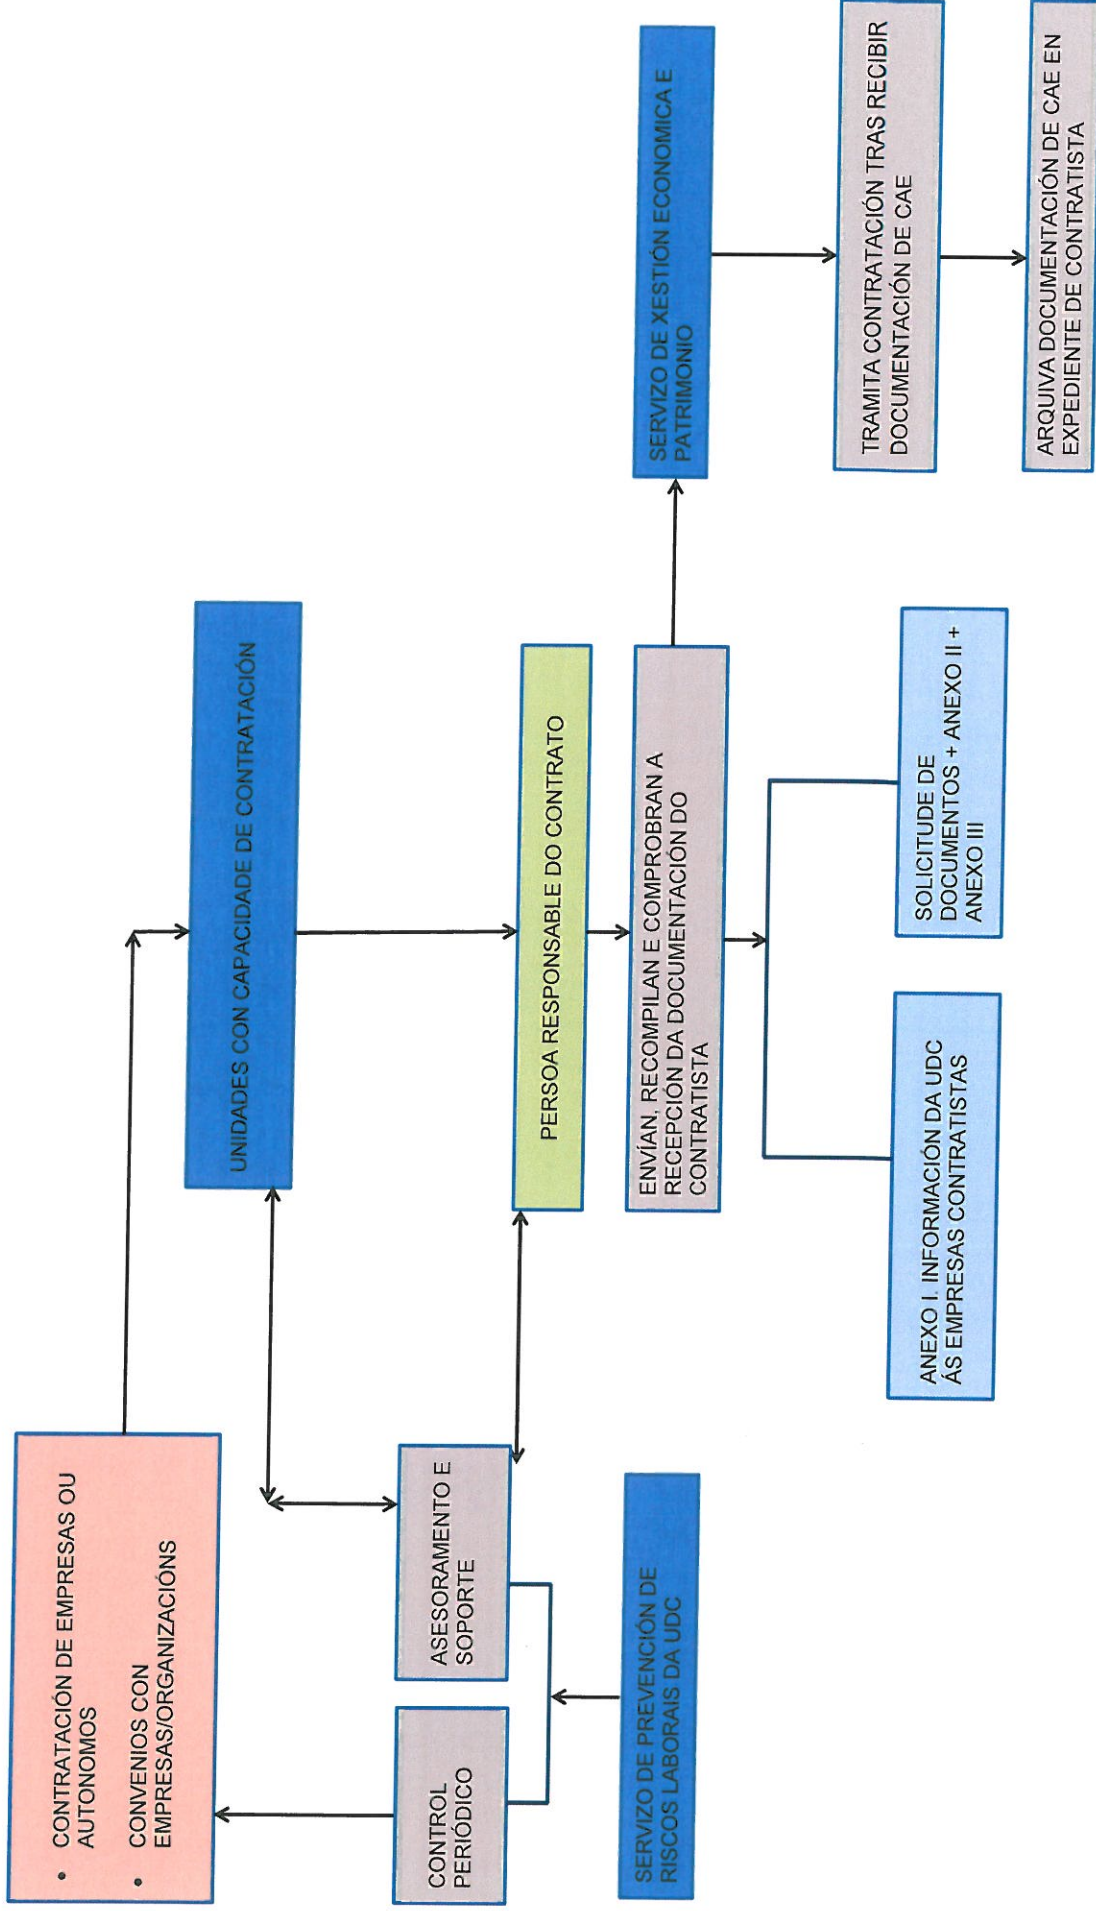 • CONTRATACIÓN DE EMPRESAS OU
AUTONOMOS
• CONVENIOS CON
EMPRESAS/ORGANIZACIÓNS
UNIDADES CON CAPACIDADE DE CONTRATACIÓN
CONTROL
PERIÓDICO
ASESORAMENTO E
SOPORTE
SERVIZO DE PREVENCIÓN DE
RISCOS LABORAIS DA UDC
PERSOA RESPONSABLE DO CONTRATO
ENVÍAN, RECOMPILAN E COMPROBRAN A
RECEPCIÓN DA DOCUMENTACIÓN DO
CONTRATISTA
ANEXO I. INFORMACIÓN DA UDC
ÁS EMPRESAS CONTRATISTAS
SOLICITUDE DE
DOCUMENTOS + ANEXO II +
ANEXO III
SERVIZO DE XESTIÓN ECONOMICA E
PATRIMONIO
TRAMITA CONTRATACIÓN TRAS RECIBIR
DOCUMENTACIÓN DE CAE
ARQUIVA DOCUMENTACIÓN DE CAE EN
EXPEDIENTE DE CONTRATISTA